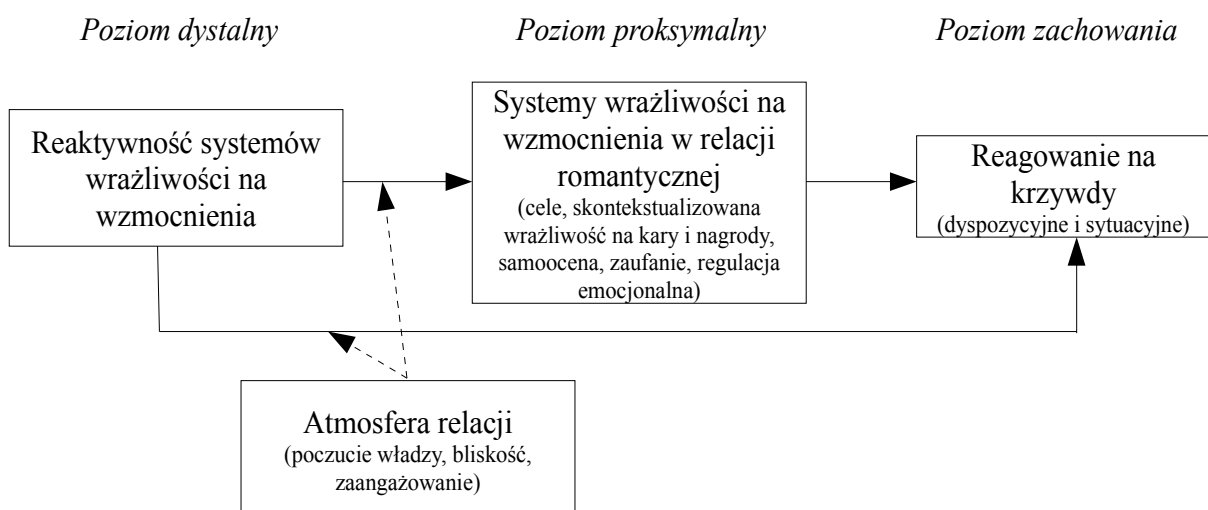 Poziom dystalny
Poziom proksymalny
Poziom zachowania
Reaktywność systemów
wrażliwości na
wzmocnienia
Systemy wrażliwości na
wzmocnienia w relacji
romantycznej
(cele, skontekstualizowana
wrażliwość na kary i nagrody,
samoocena, zaufanie, regulacja
emocjonalna)
Reagowanie na
krzywdy
(dyspozycyjne i sytuacyjne)
Atmosfera relacji
(poczucie władzy, bliskość,
zaangażowanie)